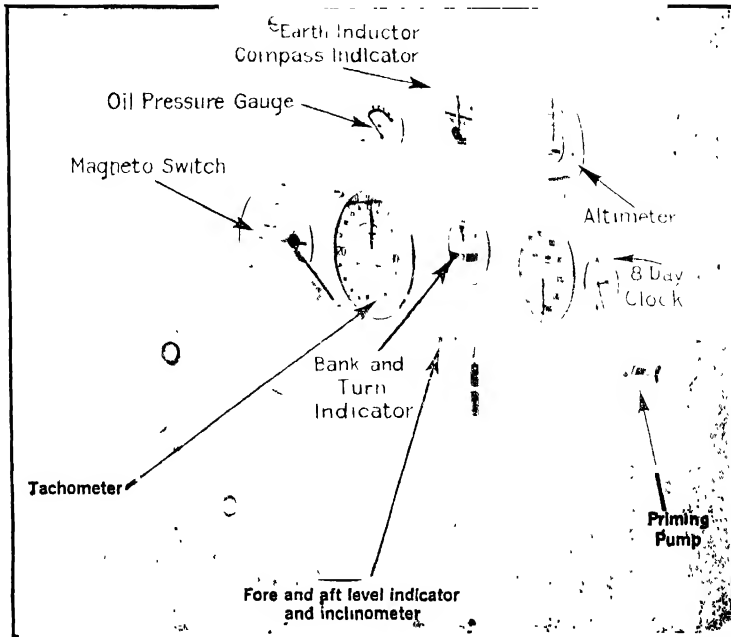 Earth Inductor
Compass Indicator
Oil Pressure Gauge
Magneto Switch
Altimeter
8 Day
Clock
Bank and
Turn
Indicator
Tachometer
Priming
Pump
Fore and aft level indicator
and inclinometer